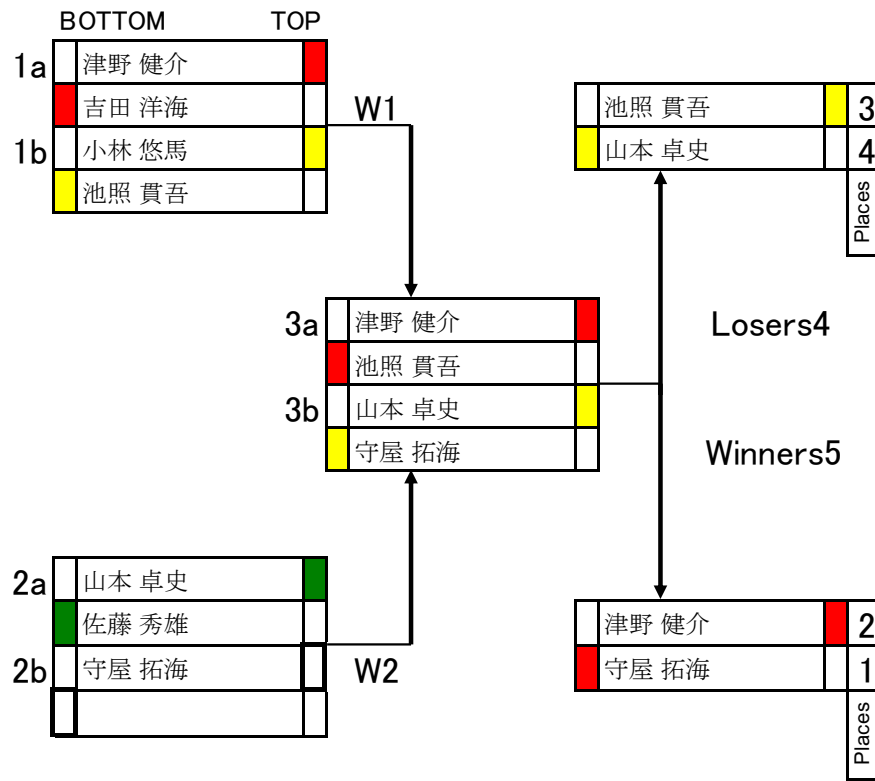 BOTTOM TOP
1a 津野 健介
吉田 洋海
1b 小林 悠馬
池照 貫吾
W1
池照 貫吾 3
山本 卓史 4
Places
3a 津野 健介
池照 貫吾
3b 山本 卓史
守屋 拓海
Losers4
Winners5
2a 山本 卓史
佐藤 秀雄
2b 守屋 拓海
W2
津野 健介 2
守屋 拓海 1
Places